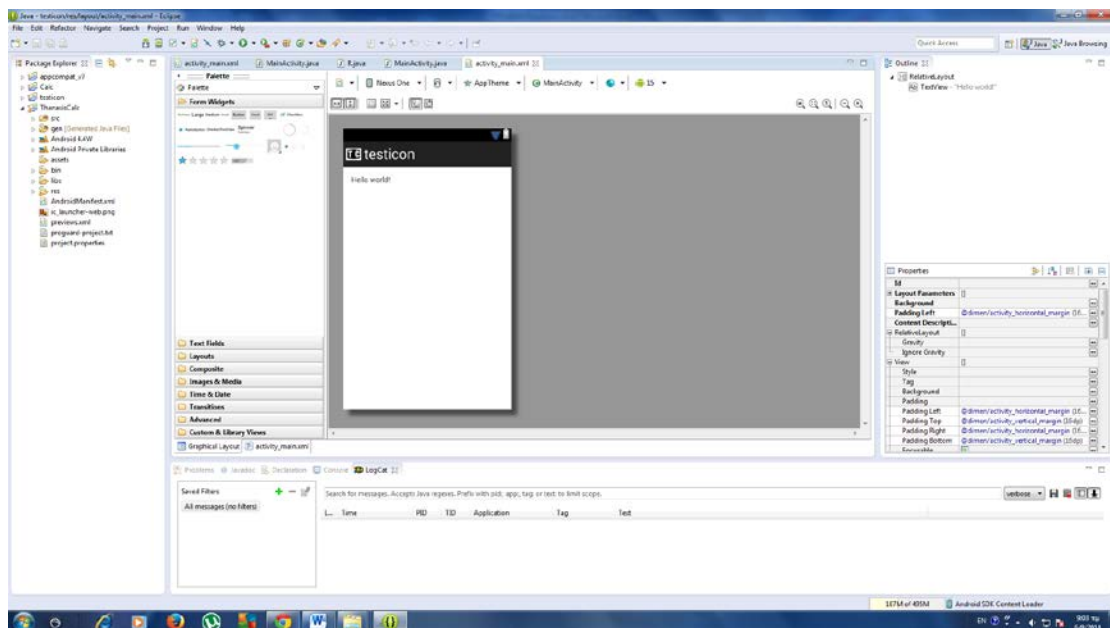 Java - testicon/res/layout/activity_main.xml - Eclipse
File Edit Refactor Navigate Search Project Run Window Help
Quick Access Java Java Browsing
Package Explorer
appcompat_v7
Calc
testicon
ThanasisCalc
src
gen [Generated Java Files]
Android 4.4W
Android Private Libraries
assets
bin
libs
res
AndroidManifest.xml
ic_launcher-web.png
previews.xml
proguard-project.txt
project.properties
activity_main.xml MainActivity.java R.java MainActivity.java activity_main.xml
Palette
Palette
Form Widgets
Text Fields
Layouts
Composite
Images & Media
Time & Date
Transitions
Advanced
Custom & Library Views
Graphical Layout activity_main.xml
Nexus One AppTheme MainActivity 15
testicon
Hello world!
Outline
RelativeLayout
TextView - "Hello world!"
Properties
Id
Layout Parameters []
Background
Padding Left @dimen/activity_horizontal_margin (16...
Content Descripti...
RelativeLayout []
Gravity
Ignore Gravity
View []
Style
Tag
Background
Padding
Padding Left @dimen/activity_horizontal_margin (16...
Padding Top @dimen/activity_vertical_margin (16dp)
Padding Right @dimen/activity_horizontal_margin (16...
Padding Bottom @dimen/activity_vertical_margin (16dp)
Focusable
Problems Javadoc Declaration Console LogCat
Saved Filters
All messages (no filters)
Search for messages. Accepts Java regexes. Prefix with pid:, app:, tag: or text: to limit scope.
verbose
L... Time PID TID Application Tag Text
Android SDK Content Loader
EN